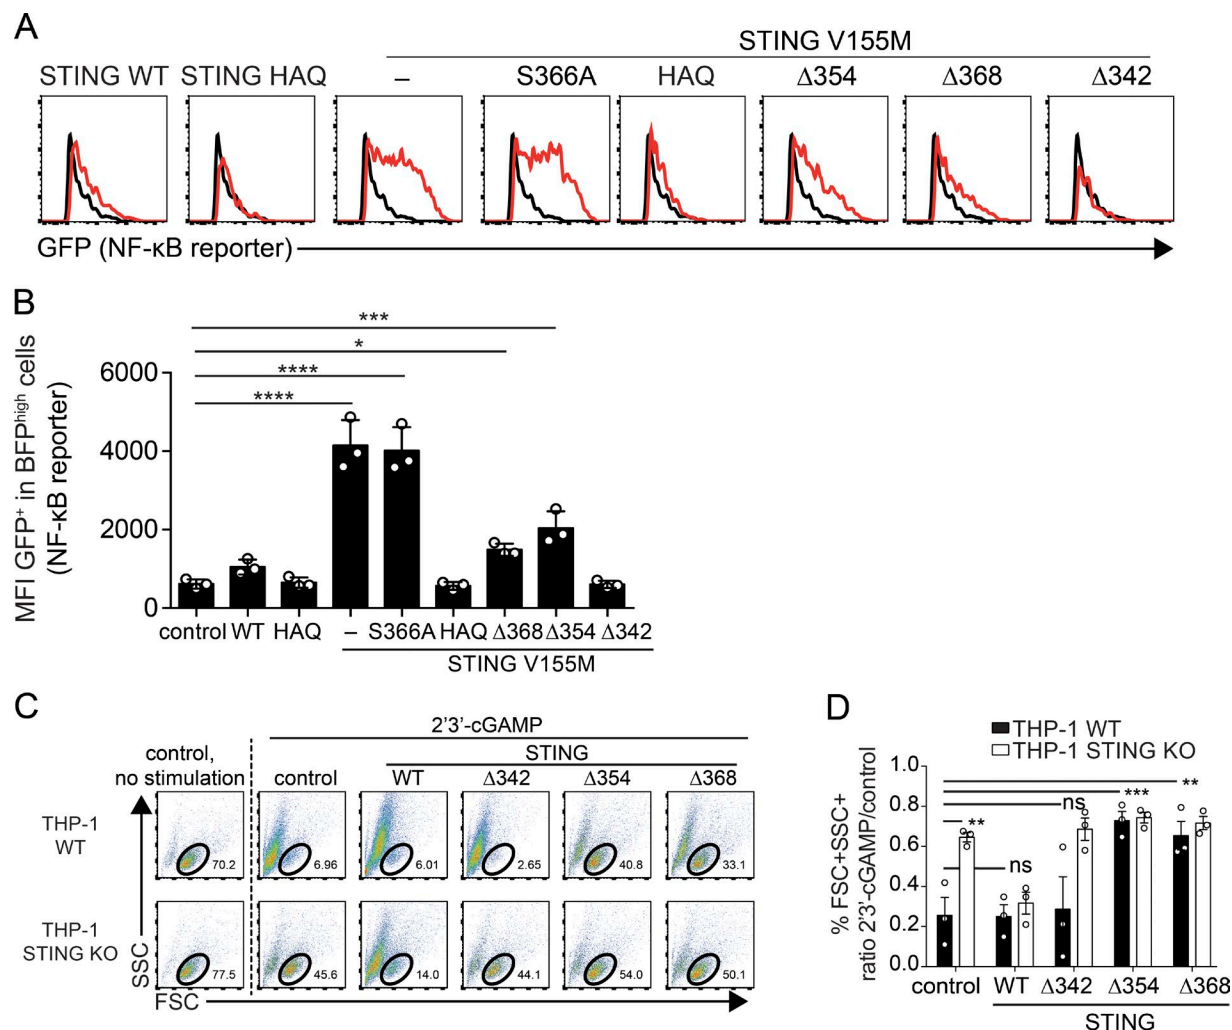 A
STING V155M
STING WT STING HAQ – S366A HAQ Δ354 Δ368 Δ342
GFP (NF-κB reporter)
B
MFI GFP+ in BFPhigh cells
(NF-κB reporter)
***
*
****
****
6000
4000
2000
0
control WT HAQ – S366A HAQ Δ368 Δ354 Δ342
STING V155M
C
2'3'-cGAMP
control,
no stimulation
STING
control WT Δ342 Δ354 Δ368
THP-1
WT
70.2 6.96 6.01 2.65 40.8 33.1
THP-1
STING KO
77.5 45.6 14.0 44.1 54.0 50.1
SSC
FSC
D
THP-1 WT
THP-1 STING KO
% FSC+SSC+
ratio 2'3'-cGAMP/control
1.0
0.8
0.6
0.4
0.2
0.0
**
ns
ns
***
**
control WT Δ342 Δ354 Δ368
STING